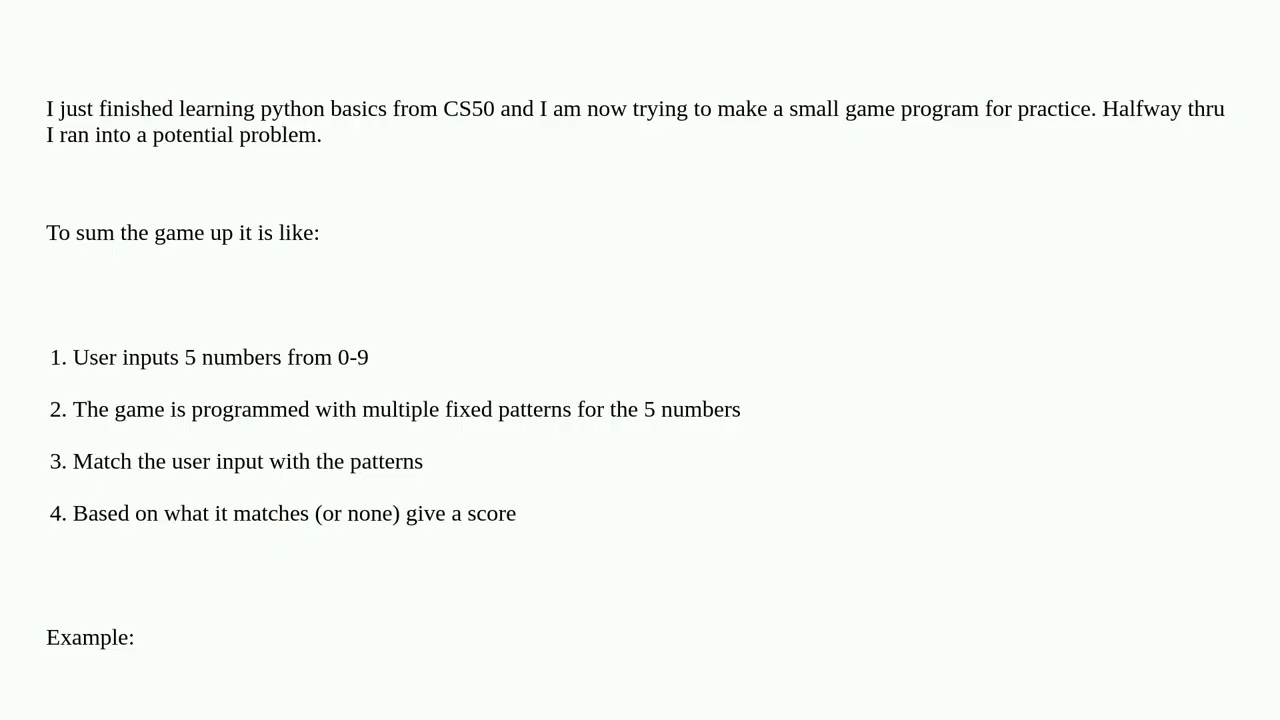 I just finished learning python basics from CS50 and I am now trying to make a small game program for practice. Halfway thru
I ran into a potential problem.
To sum the game up it is like:
1. User inputs 5 numbers from 0-9
2. The game is programmed with multiple fixed patterns for the 5 numbers
3. Match the user input with the patterns
4. Based on what it matches (or none) give a score
Example: